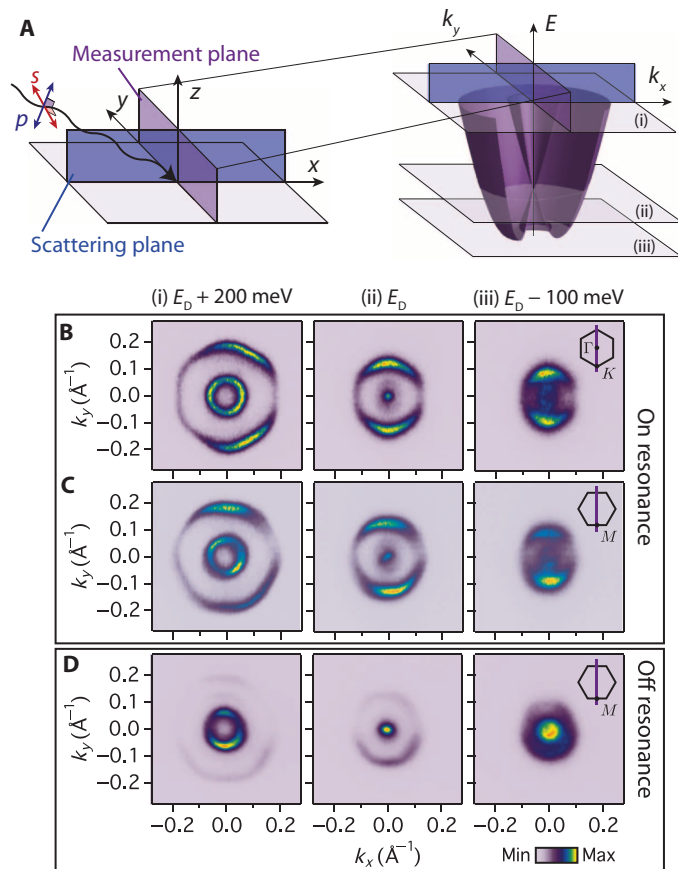 A
Measurement plane
s
p
y
z
x
Scattering plane
k_y
E
k_x
(i)
(ii)
(iii)
(i) E_D + 200 meV
(ii) E_D
(iii) E_D − 100 meV
B
k_y (Å⁻¹)
0.2
0.1
0.0
−0.1
−0.2
Γ
K
C
k_y (Å⁻¹)
0.2
0.1
0.0
−0.1
−0.2
M
On resonance
D
k_y (Å⁻¹)
0.2
0.1
0.0
−0.1
−0.2
M
Off resonance
−0.2 0.0 0.2
−0.2 0.0 0.2
−0.2 0.0 0.2
k_x (Å⁻¹)
Min Max